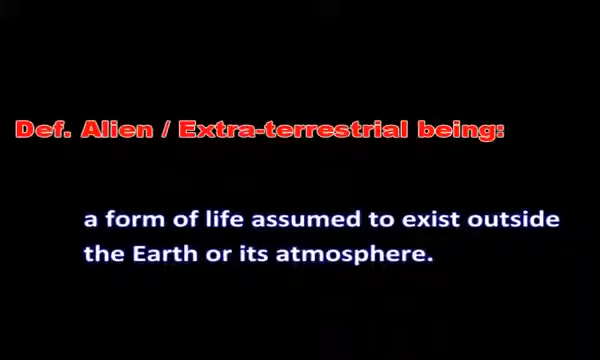 Def. Alien / Extra-terrestrial being:
a form of life assumed to exist outside
the Earth or its atmosphere.